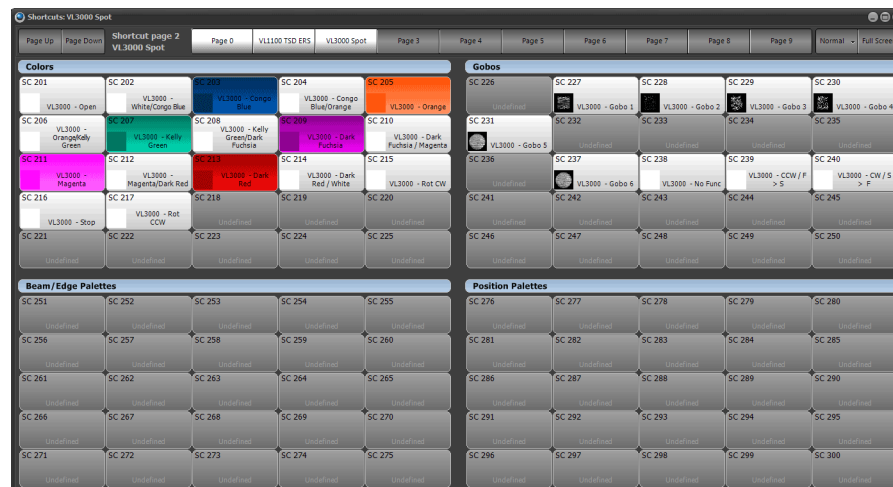 Shortcuts: VL3000 Spot
Page Up Page Down Shortcut page 2 VL3000 Spot Page 0 VL1100 TSD ERS VL3000 Spot Page 3 Page 4 Page 5 Page 6 Page 7 Page 8 Page 9 Normal Full Scree
Colors
SC 201 SC 202 SC 203 SC 204 SC 205
VL3000 - Open VL3000 - White/Congo Blue VL3000 - Congo Blue VL3000 - Congo Blue/Orange VL3000 - Orange
SC 206 SC 207 SC 208 SC 209 SC 210
VL3000 - Orange/Kelly Green VL3000 - Kelly Green VL3000 - Kelly Green/Dark Fuchsia VL3000 - Dark Fuchsia VL3000 - Dark Fuchsia / Magenta
SC 211 SC 212 SC 213 SC 214 SC 215
VL3000 - Magenta VL3000 - Magenta/Dark Red VL3000 - Dark Red VL3000 - Dark Red / White VL3000 - Rot CW
SC 216 SC 217 SC 218 SC 219 SC 220
VL3000 - Stop VL3000 - Rot CCW Undefined Undefined Undefined
SC 221 SC 222 SC 223 SC 224 SC 225
Undefined Undefined Undefined Undefined Undefined
Gobos
SC 226 SC 227 SC 228 SC 229 SC 230
Undefined VL3000 - Gobo 1 VL3000 - Gobo 2 VL3000 - Gobo 3 VL3000 - Gobo 4
SC 231 SC 232 SC 233 SC 234 SC 235
VL3000 - Gobo 5 Undefined Undefined Undefined Undefined
SC 236 SC 237 SC 238 SC 239 SC 240
Undefined VL3000 - Gobo 6 VL3000 - No Func VL3000 - CCW / F > S VL3000 - CW / S > F
SC 241 SC 242 SC 243 SC 244 SC 245
Undefined Undefined Undefined Undefined Undefined
SC 246 SC 247 SC 248 SC 249 SC 250
Undefined Undefined Undefined Undefined Undefined
Beam/Edge Palettes
SC 251 SC 252 SC 253 SC 254 SC 255
Undefined Undefined Undefined Undefined Undefined
SC 256 SC 257 SC 258 SC 259 SC 260
Undefined Undefined Undefined Undefined Undefined
SC 261 SC 262 SC 263 SC 264 SC 265
Undefined Undefined Undefined Undefined Undefined
SC 266 SC 267 SC 268 SC 269 SC 270
Undefined Undefined Undefined Undefined Undefined
SC 271 SC 272 SC 273 SC 274 SC 275
Undefined Undefined Undefined Undefined Undefined
Position Palettes
SC 276 SC 277 SC 278 SC 279 SC 280
Undefined Undefined Undefined Undefined Undefined
SC 281 SC 282 SC 283 SC 284 SC 285
Undefined Undefined Undefined Undefined Undefined
SC 286 SC 287 SC 288 SC 289 SC 290
Undefined Undefined Undefined Undefined Undefined
SC 291 SC 292 SC 293 SC 294 SC 295
Undefined Undefined Undefined Undefined Undefined
SC 296 SC 297 SC 298 SC 299 SC 300
Undefined Undefined Undefined Undefined Undefined